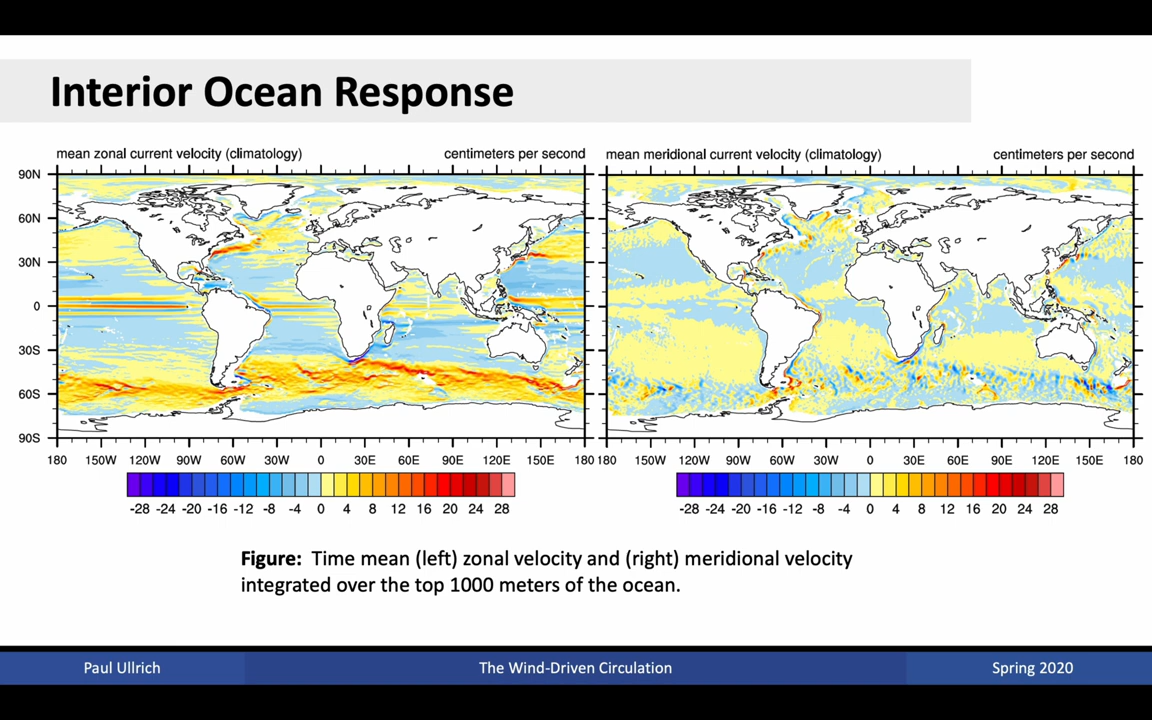 Interior Ocean Response
mean zonal current velocity (climatology) centimeters per second
90N
60N
30N
0
30S
60S
90S
180 150W 120W 90W 60W 30W 0 30E 60E 90E 120E 150E 180
-28 -24 -20 -16 -12 -8 -4 0 4 8 12 16 20 24 28
mean meridional current velocity (climatology) centimeters per second
180 150W 120W 90W 60W 30W 0 30E 60E 90E 120E 150E 180
-28 -24 -20 -16 -12 -8 -4 0 4 8 12 16 20 24 28
Figure: Time mean (left) zonal velocity and (right) meridional velocity
integrated over the top 1000 meters of the ocean.
Paul Ullrich The Wind-Driven Circulation Spring 2020